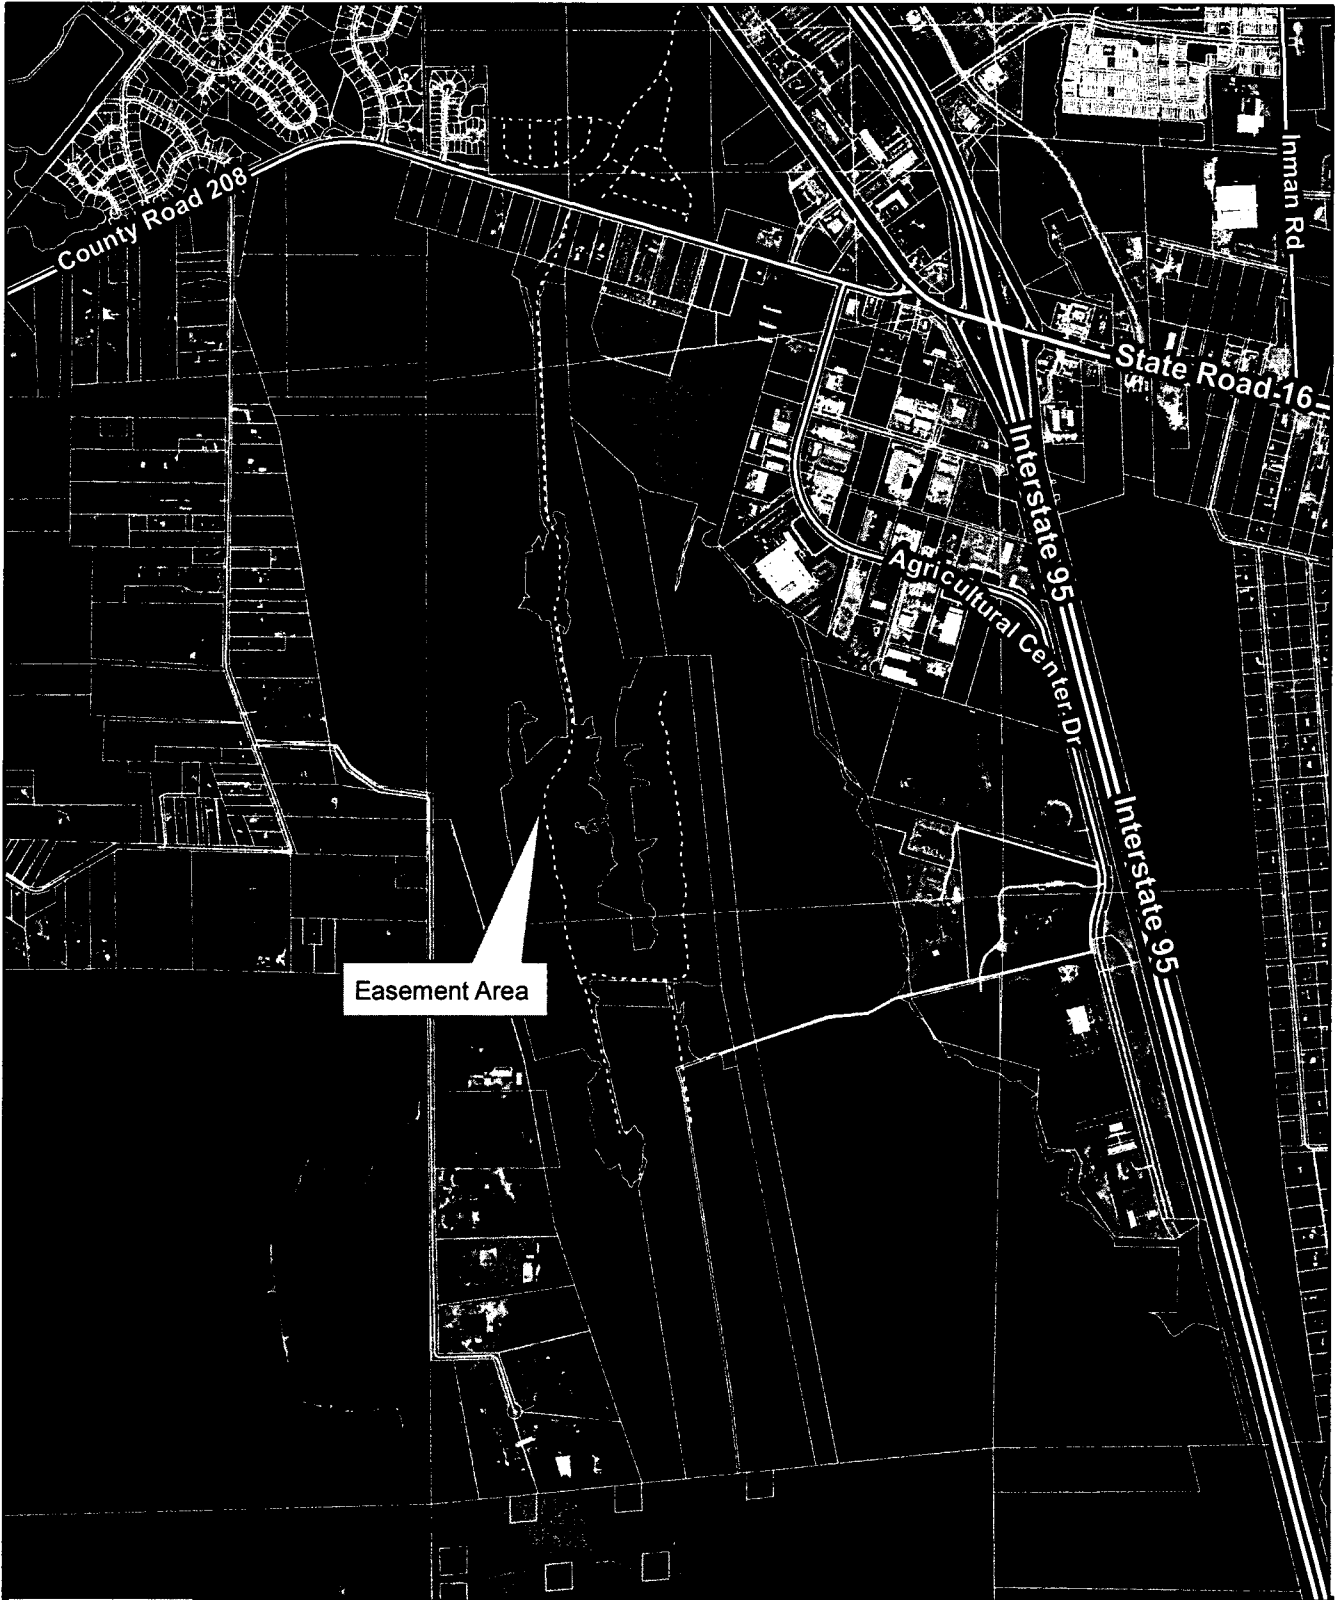 Inman Rd
County Road 208
State Road 16
Interstate 95
Agricultural Center Dr
Interstate 95
Easement Area